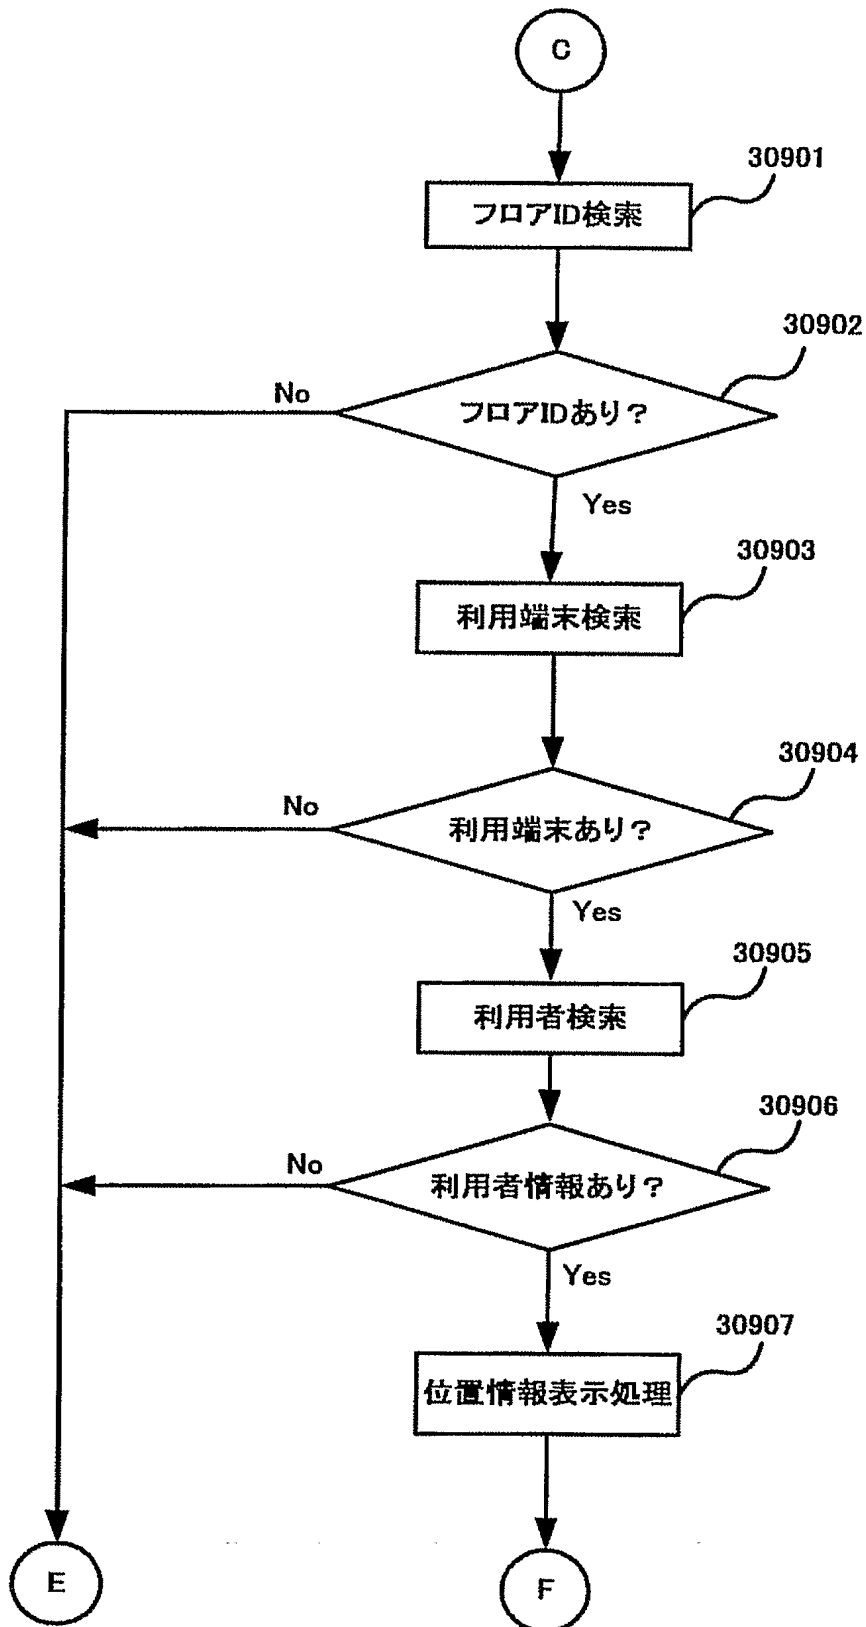 C
30901
フロアID検索
30902
No
フロアIDあり?
Yes
30903
利用端末検索
30904
No
利用端末あり?
Yes
30905
利用者検索
30906
No
利用者情報あり?
Yes
30907
位置情報表示処理
E
F